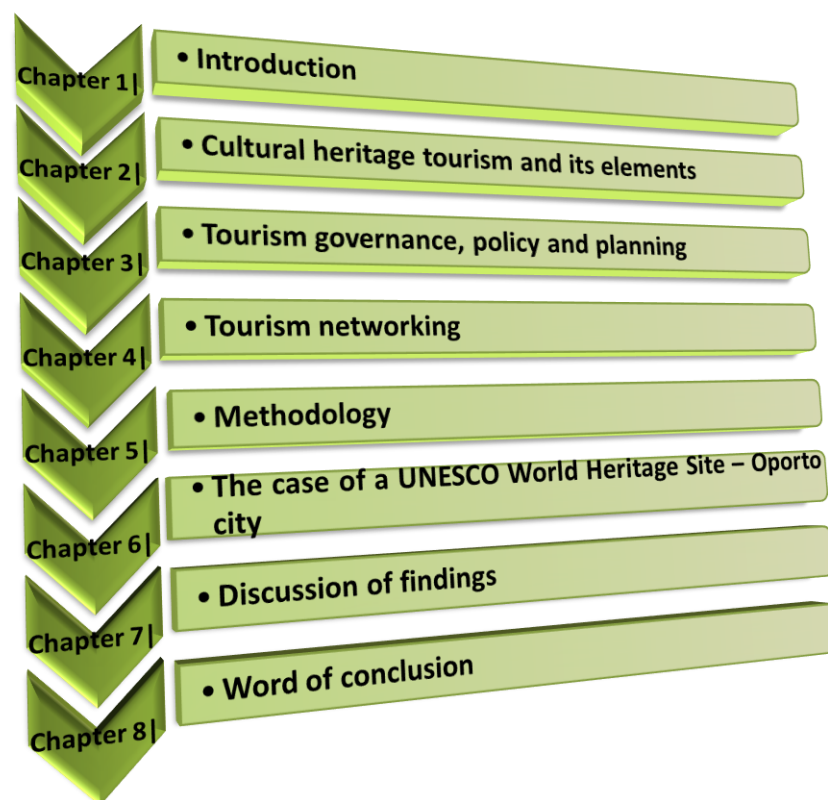 Chapter 1|
• Introduction
Chapter 2|
• Cultural heritage tourism and its elements
Chapter 3|
• Tourism governance, policy and planning
Chapter 4|
• Tourism networking
Chapter 5|
• Methodology
Chapter 6|
• The case of a UNESCO World Heritage Site – Oporto
city
Chapter 7|
• Discussion of findings
Chapter 8|
• Word of conclusion